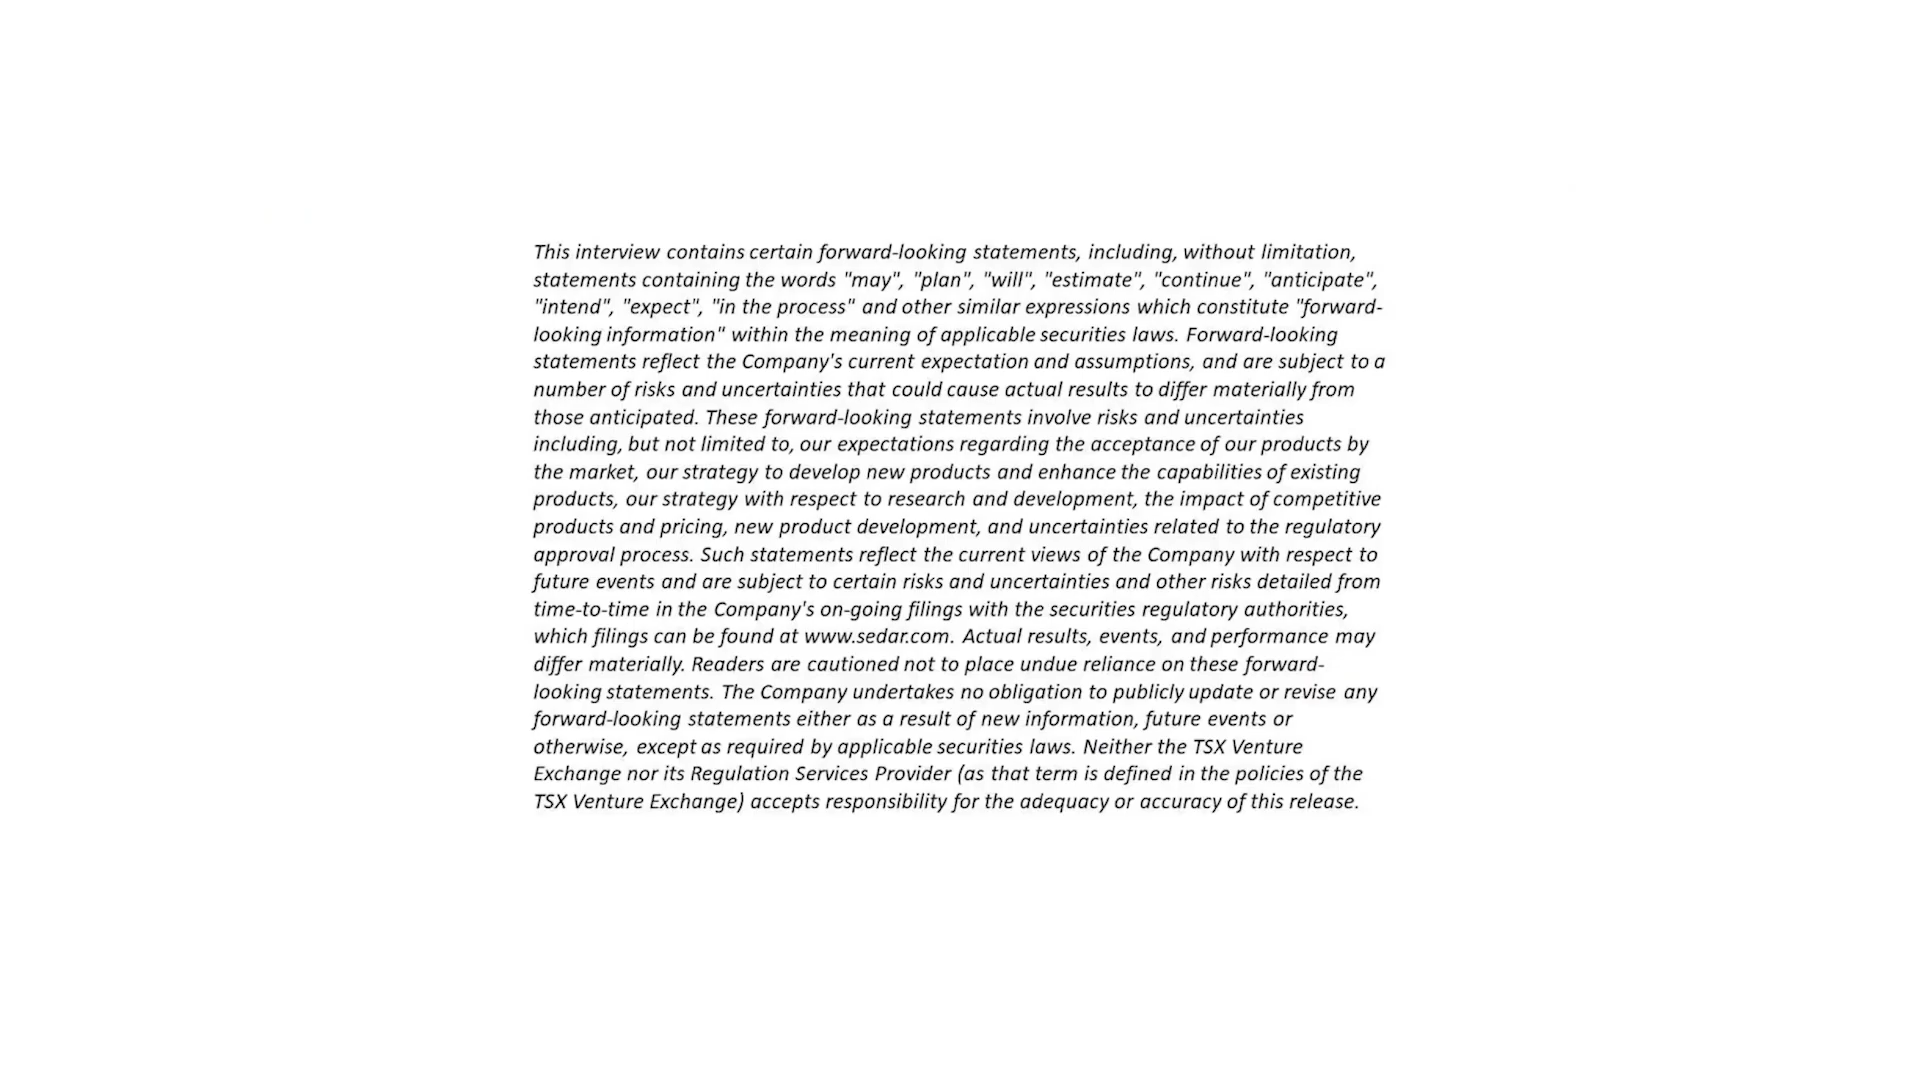 This interview contains certain forward-looking statements, including, without limitation,
statements containing the words "may", "plan", "will", "estimate", "continue", "anticipate",
"intend", "expect", "in the process" and other similar expressions which constitute "forward-
looking information" within the meaning of applicable securities laws. Forward-looking
statements reflect the Company's current expectation and assumptions, and are subject to a
number of risks and uncertainties that could cause actual results to differ materially from
those anticipated. These forward-looking statements involve risks and uncertainties
including, but not limited to, our expectations regarding the acceptance of our products by
the market, our strategy to develop new products and enhance the capabilities of existing
products, our strategy with respect to research and development, the impact of competitive
products and pricing, new product development, and uncertainties related to the regulatory
approval process. Such statements reflect the current views of the Company with respect to
future events and are subject to certain risks and uncertainties and other risks detailed from
time-to-time in the Company's on-going filings with the securities regulatory authorities,
which filings can be found at www.sedar.com. Actual results, events, and performance may
differ materially. Readers are cautioned not to place undue reliance on these forward-
looking statements. The Company undertakes no obligation to publicly update or revise any
forward-looking statements either as a result of new information, future events or
otherwise, except as required by applicable securities laws. Neither the TSX Venture
Exchange nor its Regulation Services Provider (as that term is defined in the policies of the
TSX Venture Exchange) accepts responsibility for the adequacy or accuracy of this release.